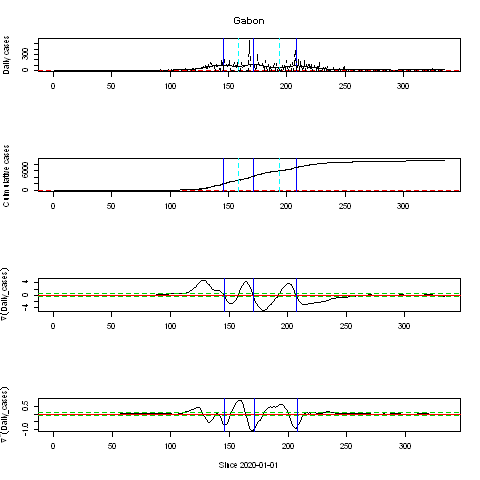 Gabon
Daily cases
0 300
0 50 100 150 200 250 300
Cumulative cases
0 6000
0 50 100 150 200 250 300
∇(Daily_cases)
-4 0 4
0 50 100 150 200 250 300
-1.0 0.5
0 50 100 150 200 250 300
Since 2020-01-01